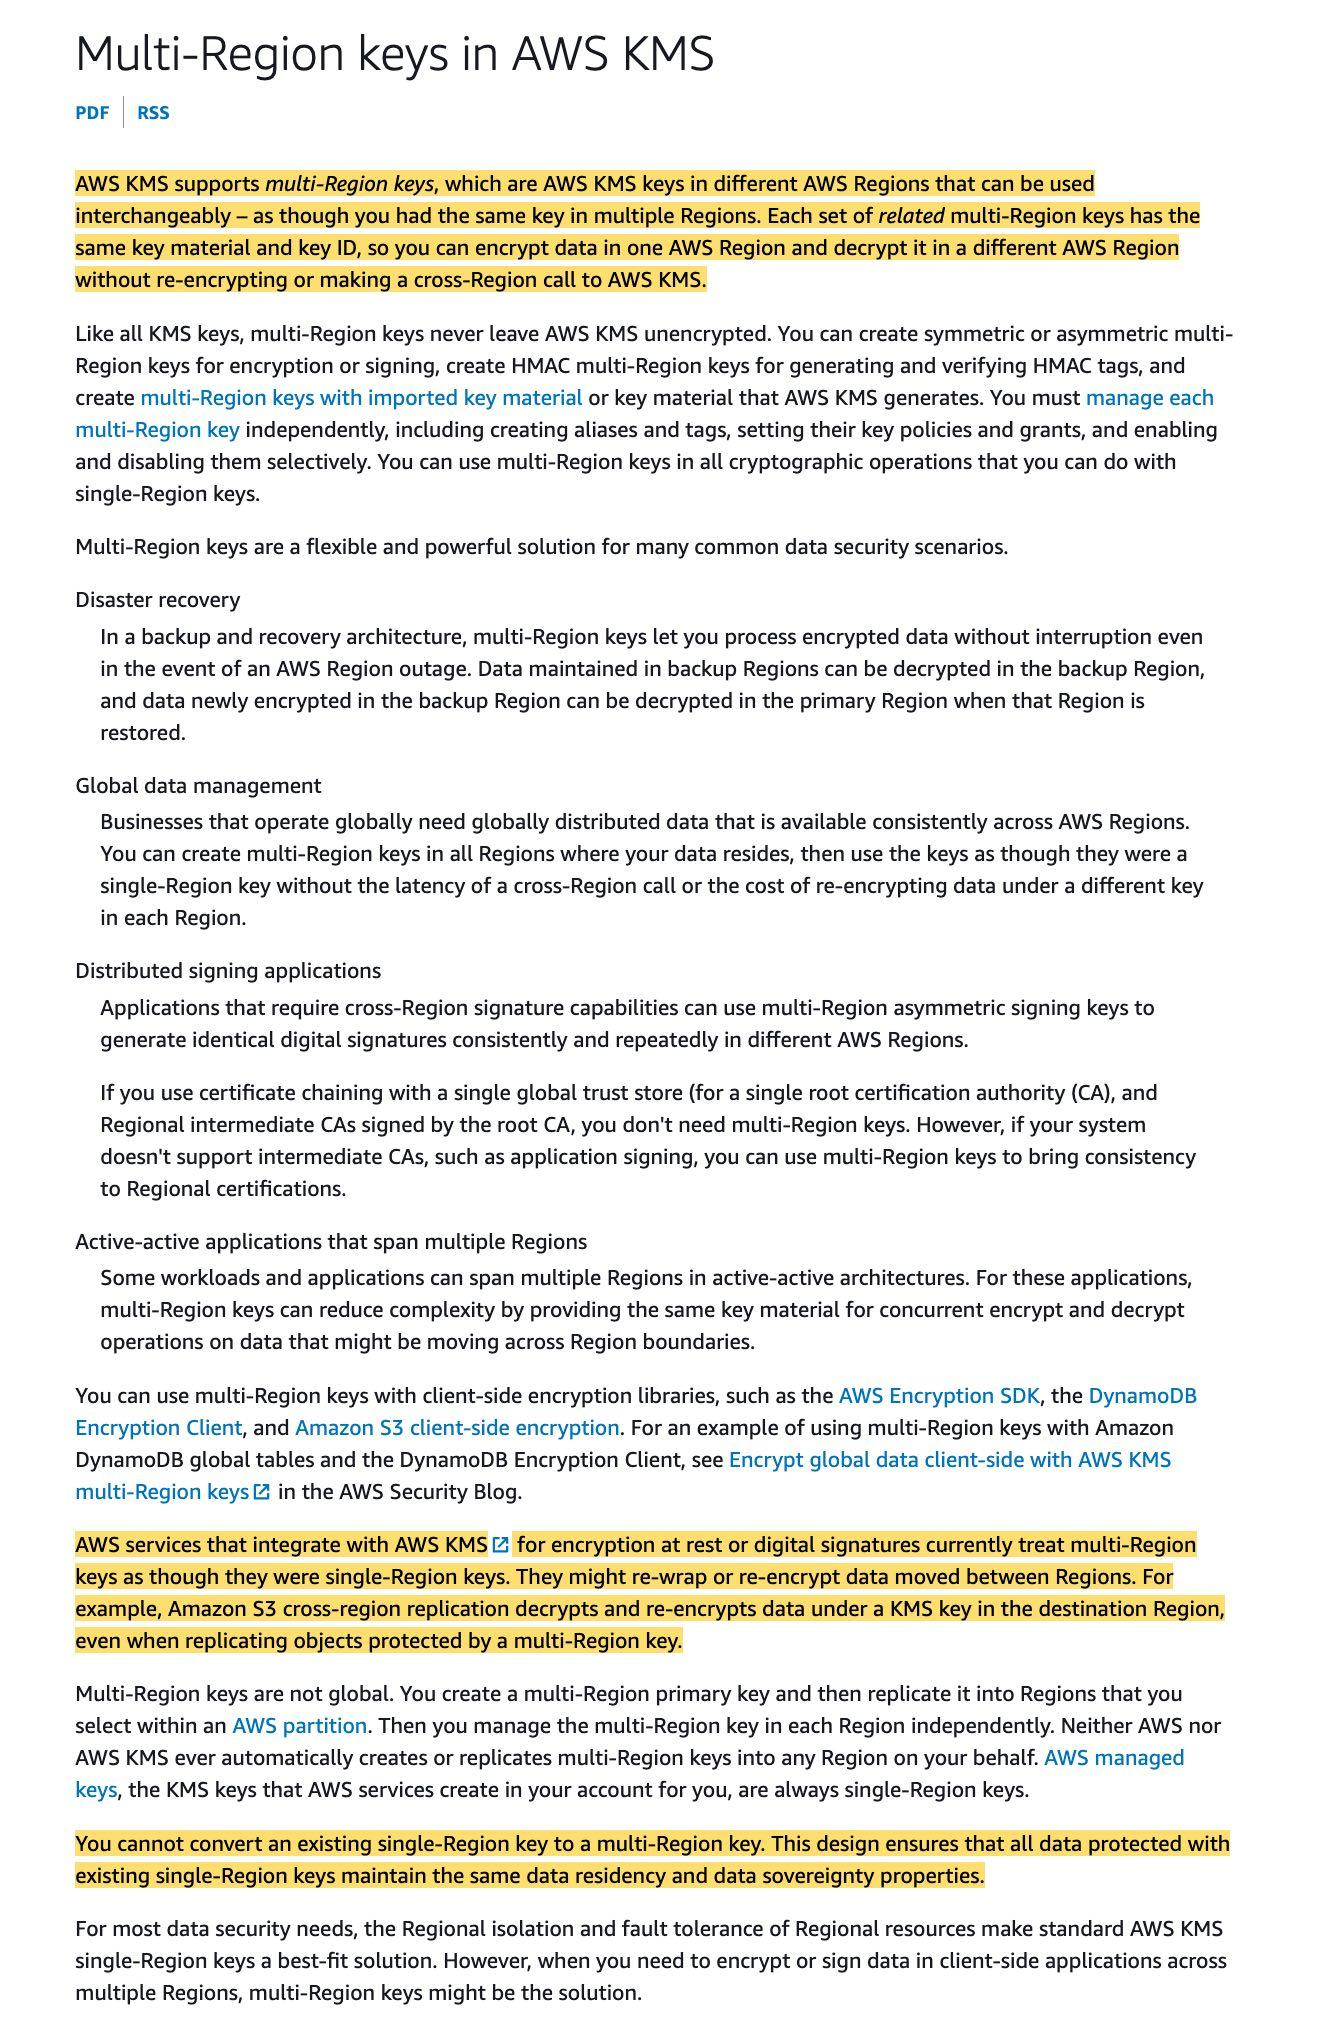 Multi-Region keys in AWS KMS
PDF
RSS
AWS KMS supports multi-Region keys, which are AWS KMS keys in different AWS Regions that can be used
interchangeably – as though you had the same key in multiple Regions. Each set of related multi-Region keys has the
same key material and key ID, so you can encrypt data in one AWS Region and decrypt it in a different AWS Region
without re-encrypting or making a cross-Region call to AWS KMS.
Like all KMS keys, multi-Region keys never leave AWS KMS unencrypted. You can create symmetric or asymmetric multi-
Region keys for encryption or signing, create HMAC multi-Region keys for generating and verifying HMAC tags, and
create multi-Region keys with imported key material or key material that AWS KMS generates. You must manage each
multi-Region key independently, including creating aliases and tags, setting their key policies and grants, and enabling
and disabling them selectively. You can use multi-Region keys in all cryptographic operations that you can do with
single-Region keys.
Multi-Region keys are a flexible and powerful solution for many common data security scenarios.
Disaster recovery
In a backup and recovery architecture, multi-Region keys let you process encrypted data without interruption even
in the event of an AWS Region outage. Data maintained in backup Regions can be decrypted in the backup Region,
and data newly encrypted in the backup Region can be decrypted in the primary Region when that Region is
restored.
Global data management
Businesses that operate globally need globally distributed data that is available consistently across AWS Regions.
You can create multi-Region keys in all Regions where your data resides, then use the keys as though they were a
single-Region key without the latency of a cross-Region call or the cost of re-encrypting data under a different key
in each Region.
Distributed signing applications
Applications that require cross-Region signature capabilities can use multi-Region asymmetric signing keys to
generate identical digital signatures consistently and repeatedly in different AWS Regions.
If you use certificate chaining with a single global trust store (for a single root certification authority (CA), and
Regional intermediate CAs signed by the root CA, you don't need multi-Region keys. However, if your system
doesn't support intermediate CAs, such as application signing, you can use multi-Region keys to bring consistency
to Regional certifications.
Active-active applications that span multiple Regions
Some workloads and applications can span multiple Regions in active-active architectures. For these applications,
multi-Region keys can reduce complexity by providing the same key material for concurrent encrypt and decrypt
operations on data that might be moving across Region boundaries.
You can use multi-Region keys with client-side encryption libraries, such as the AWS Encryption SDK, the DynamoDB
Encryption Client, and Amazon S3 client-side encryption. For an example of using multi-Region keys with Amazon
DynamoDB global tables and the DynamoDB Encryption Client, see Encrypt global data client-side with AWS KMS
multi-Region keys in the AWS Security Blog.
AWS services that integrate with AWS KMS for encryption at rest or digital signatures currently treat multi-Region
keys as though they were single-Region keys. They might re-wrap or re-encrypt data moved between Regions. For
example, Amazon S3 cross-region replication decrypts and re-encrypts data under a KMS key in the destination Region,
even when replicating objects protected by a multi-Region key.
Multi-Region keys are not global. You create a multi-Region primary key and then replicate it into Regions that you
select within an AWS partition. Then you manage the multi-Region key in each Region independently. Neither AWS nor
AWS KMS ever automatically creates or replicates multi-Region keys into any Region on your behalf. AWS managed
keys, the KMS keys that AWS services create in your account for you, are always single-Region keys.
You cannot convert an existing single-Region key to a multi-Region key. This design ensures that all data protected with
existing single-Region keys maintain the same data residency and data sovereignty properties.
For most data security needs, the Regional isolation and fault tolerance of Regional resources make standard AWS KMS
single-Region keys a best-fit solution. However, when you need to encrypt or sign data in client-side applications across
multiple Regions, multi-Region keys might be the solution.